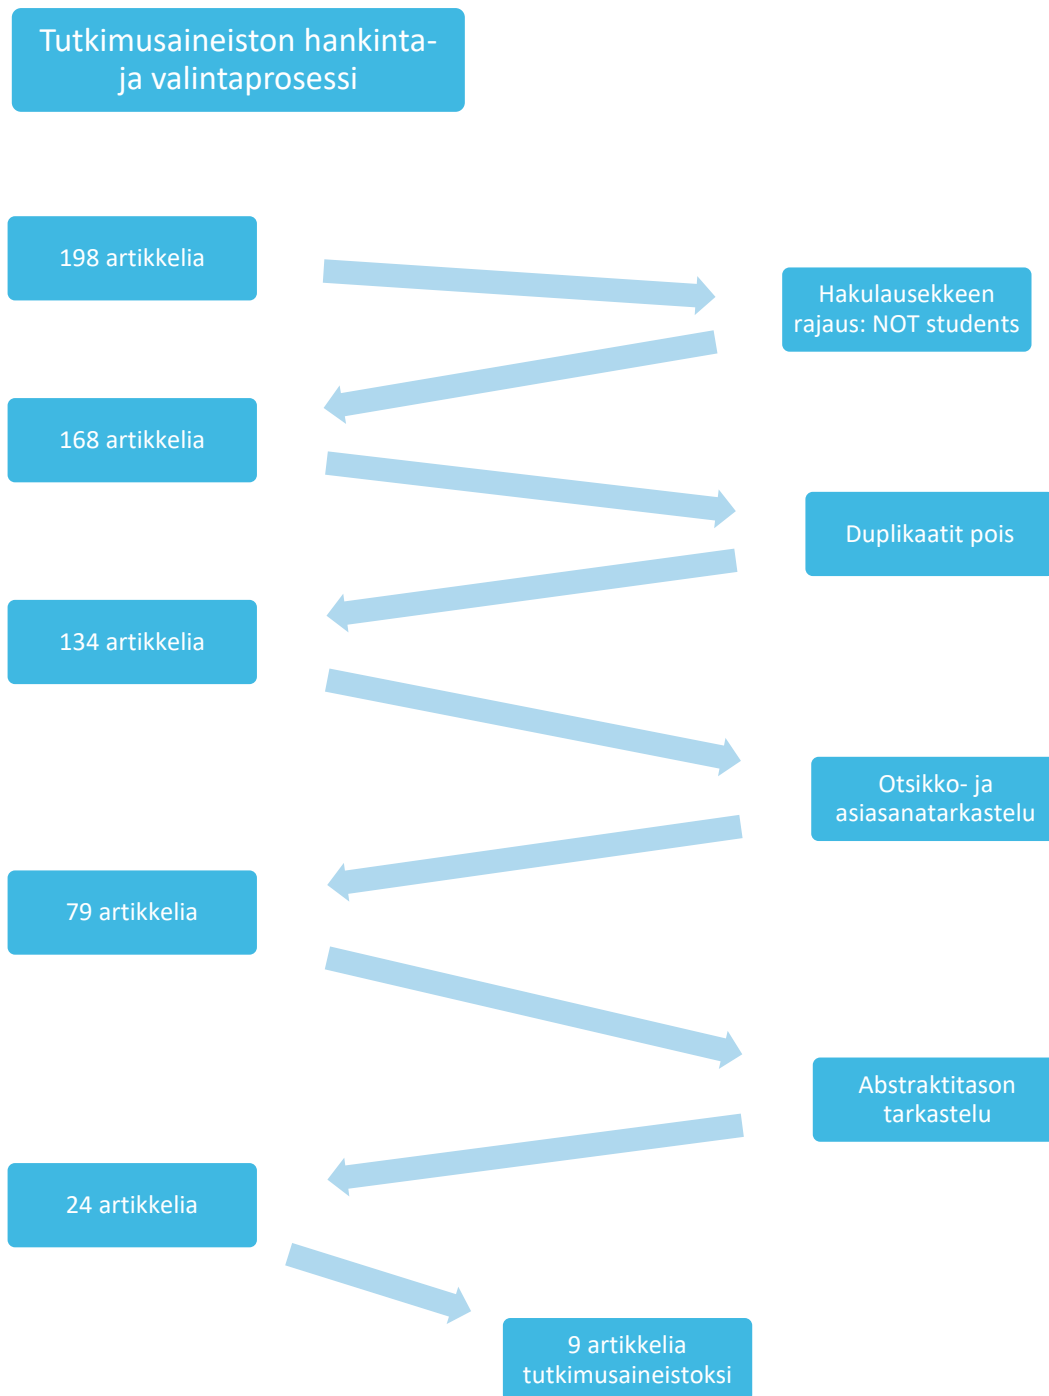 Tutkimusaineiston hankinta-
ja valintaprosessi
198 artikkelia
Hakulausekkeen
rajaus: NOT students
168 artikkelia
Duplikaatit pois
134 artikkelia
Otsikko- ja
asiasanatarkastelu
79 artikkelia
Abstraktitason
tarkastelu
24 artikkelia
9 artikkelia
tutkimusaineistoksi